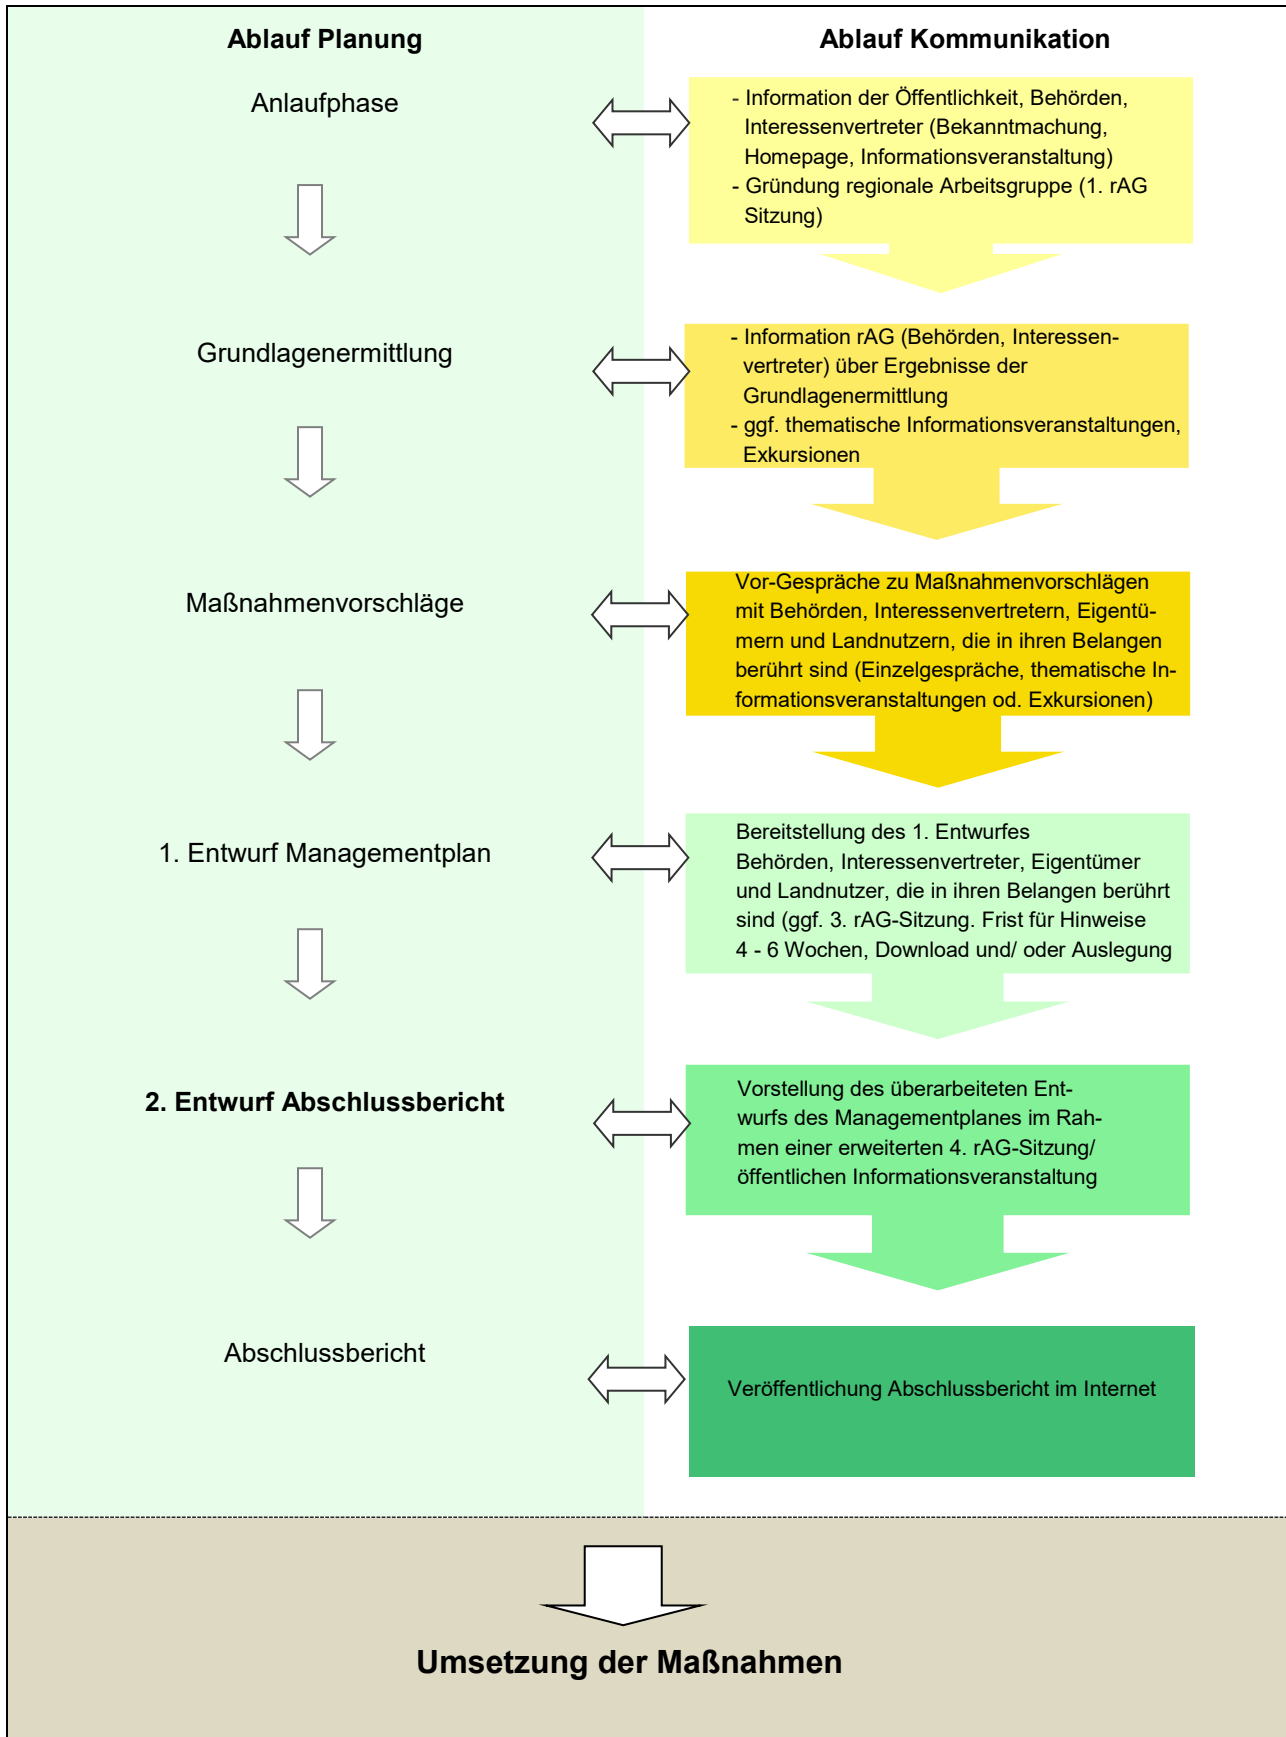 Ablauf Planung
Ablauf Kommunikation
Anlaufphase
- Information der Öffentlichkeit, Behörden,
Interessenvertreter (Bekanntmachung,
Homepage, Informationsveranstaltung)
- Gründung regionale Arbeitsgruppe (1. rAG
Sitzung)
Grundlagenermittlung
- Information rAG (Behörden, Interessen-
vertreter) über Ergebnisse der
Grundlagenermittlung
- ggf. thematische Informationsveranstaltungen,
Exkursionen
Maßnahmenvorschläge
Vor-Gespräche zu Maßnahmenvorschlägen
mit Behörden, Interessenvertretern, Eigentü-
mern und Landnutzern, die in ihren Belangen
berührt sind (Einzelgespräche, thematische In-
formationsveranstaltungen od. Exkursionen)
1. Entwurf Managementplan
Bereitstellung des 1. Entwurfes
Behörden, Interessenvertreter, Eigentümer
und Landnutzer, die in ihren Belangen berührt
sind (ggf. 3. rAG-Sitzung. Frist für Hinweise
4 - 6 Wochen, Download und/ oder Auslegung
2. Entwurf Abschlussbericht
Vorstellung des überarbeiteten Ent-
wurfs des Managementplanes im Rah-
men einer erweiterten 4. rAG-Sitzung/
öffentlichen Informationsveranstaltung
Abschlussbericht
Veröffentlichung Abschlussbericht im Internet
Umsetzung der Maßnahmen